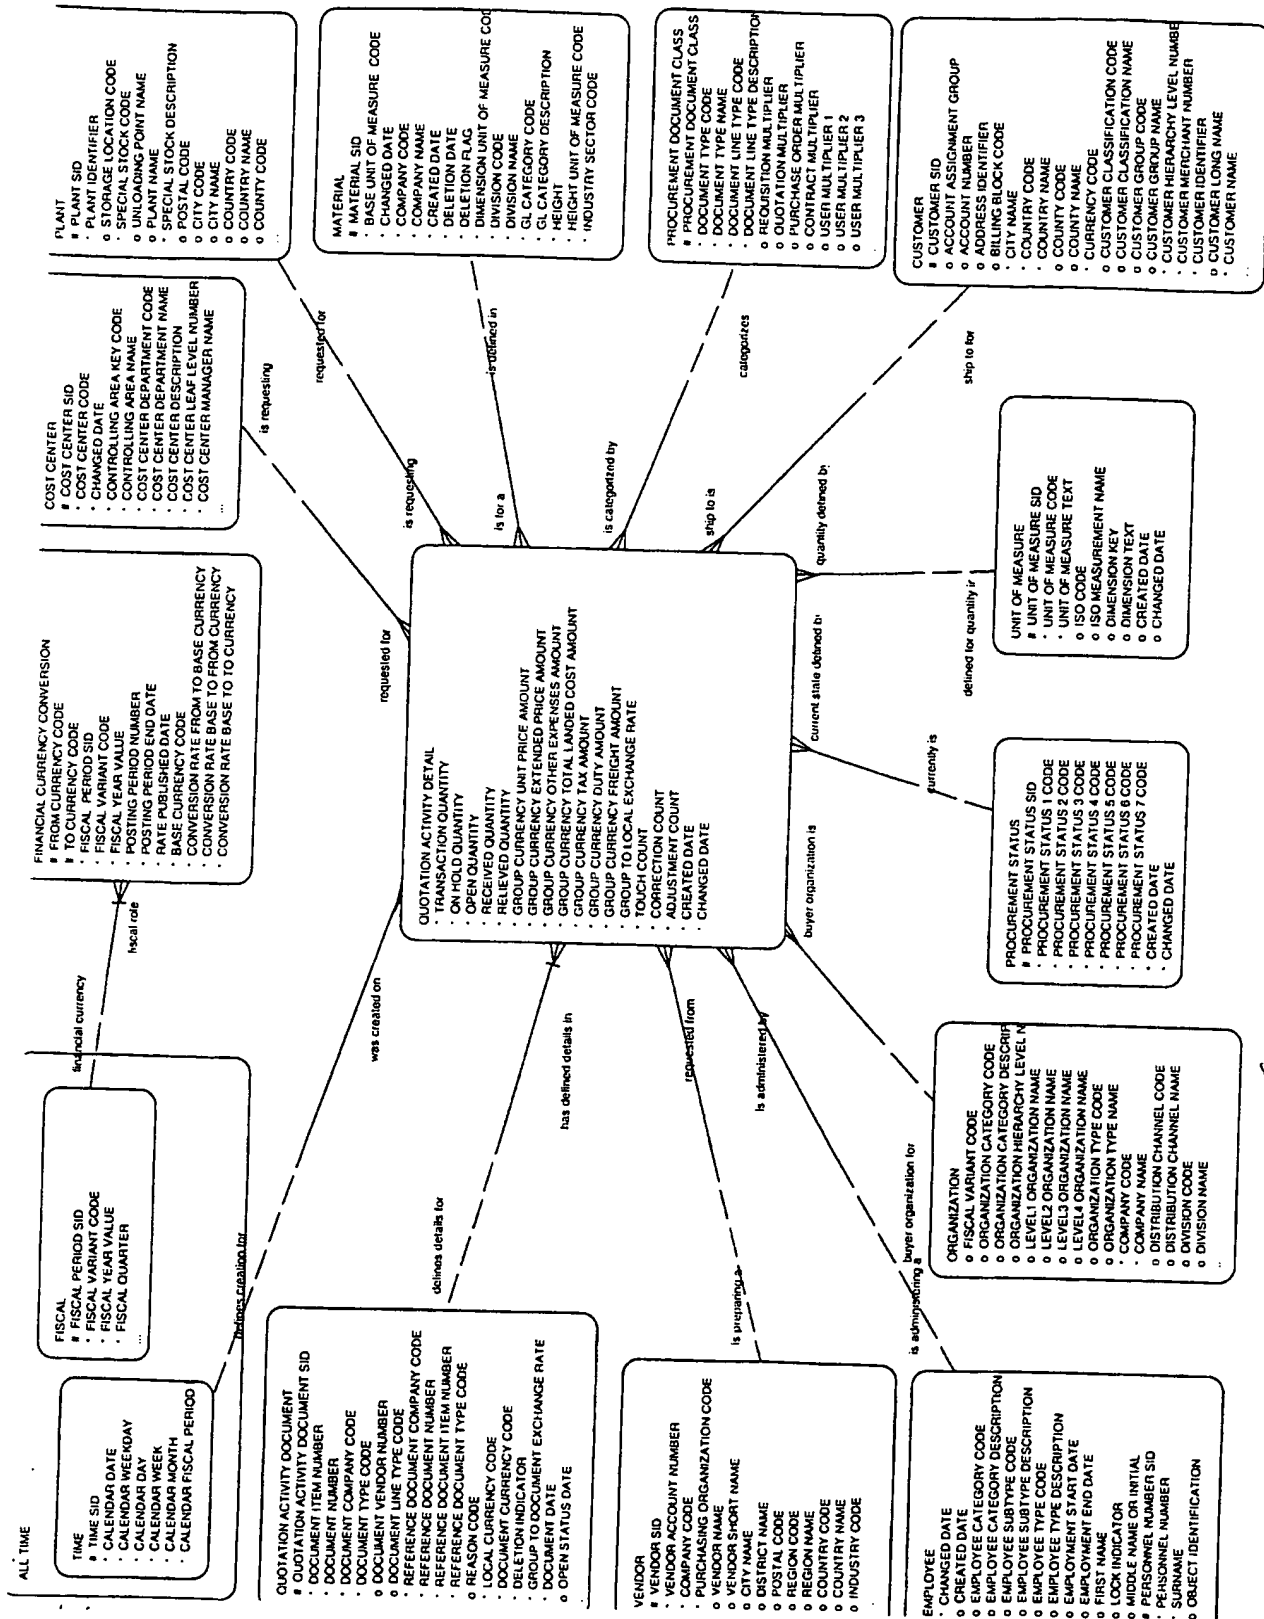 ALL TIME
TIME
# TIME SID
· CALENDAR DATE
· CALENDAR WEEKDAY
· CALENDAR DAY
· CALENDAR WEEK
· CALENDAR MONTH
· CALENDAR FISCAL PERIOD
FISCAL
# FISCAL PERIOD SID
· FISCAL VARIANT CODE
· FISCAL YEAR VALUE
· FISCAL QUARTER
...
financial currency
fiscal role
FINANCIAL CURRENCY CONVERSION
# FROM CURRENCY CODE
# TO CURRENCY CODE
· FISCAL PERIOD SID
· FISCAL VARIANT CODE
· FISCAL YEAR VALUE
· POSTING PERIOD NUMBER
· POSTING PERIOD END DATE
· RATE PUBLISHED DATE
· BASE CURRENCY CODE
· CONVERSION RATE FROM TO BASE CURRENCY
· CONVERSION RATE BASE TO FROM CURRENCY
· CONVERSION RATE BASE TO TO CURRENCY
COST CENTER
# COST CENTER SID
· COST CENTER CODE
· CHANGED DATE
· CONTROLLING AREA KEY CODE
· CONTROLLING AREA NAME
· COST CENTER DEPARTMENT CODE
· COST CENTER DEPARTMENT NAME
· COST CENTER DESCRIPTION
· COST CENTER LEAF LEVEL NUMBER
· COST CENTER MANAGER NAME
...
PLANT
# PLANT SID
· PLANT IDENTIFIER
o STORAGE LOCATION CODE
· SPECIAL STOCK CODE
o UNLOADING POINT NAME
· PLANT NAME
· SPECIAL STOCK DESCRIPTION
o POSTAL CODE
o CITY CODE
o CITY NAME
o COUNTRY CODE
o COUNTRY NAME
o COUNTY CODE
defines creation for
was created on
is requesting
requested for
requested for
is requesting
QUOTATION ACTIVITY DOCUMENT
# QUOTATION ACTIVITY DOCUMENT SID
· DOCUMENT ITEM NUMBER
· DOCUMENT NUMBER
· DOCUMENT COMPANY CODE
· DOCUMENT TYPE CODE
o DOCUMENT VENDOR NUMBER
o DOCUMENT LINE TYPE CODE
· REFERENCE DOCUMENT COMPANY CODE
· REFERENCE DOCUMENT NUMBER
· REFERENCE DOCUMENT ITEM NUMBER
· REFERENCE DOCUMENT TYPE CODE
o REASON CODE
· LOCAL CURRENCY CODE
· DOCUMENT CURRENCY CODE
· DELETION INDICATOR
· GROUP TO DOCUMENT EXCHANGE RATE
· DOCUMENT DATE
o OPEN STATUS DATE
defines details for
has defined details in
QUOTATION ACTIVITY DETAIL
· TRANSACTION QUANTITY
· ON HOLD QUANTITY
· OPEN QUANTITY
· RECEIVED QUANTITY
· RELIEVED QUANTITY
· GROUP CURRENCY UNIT PRICE AMOUNT
· GROUP CURRENCY EXTENDED PRICE AMOUNT
· GROUP CURRENCY OTHER EXPENSES AMOUNT
· GROUP CURRENCY TOTAL LANDED COST AMOUNT
· GROUP CURRENCY TAX AMOUNT
· GROUP CURRENCY DUTY AMOUNT
· GROUP CURRENCY FREIGHT AMOUNT
· GROUP TO LOCAL EXCHANGE RATE
· TOUCH COUNT
· CORRECTION COUNT
· ADJUSTMENT COUNT
· CREATED DATE
· CHANGED DATE
MATERIAL
# MATERIAL SID
· BASE UNIT OF MEASURE CODE
· CHANGED DATE
· COMPANY CODE
· COMPANY NAME
· CREATED DATE
· DELETION DATE
· DELETION FLAG
· DIMENSION UNIT OF MEASURE COD
· DIVISION CODE
· DIVISION NAME
· GL CATEGORY CODE
· GL CATEGORY DESCRIPTION
· HEIGHT
· HEIGHT UNIT OF MEASURE CODE
· INDUSTRY SECTOR CODE
is defined in
is for a
PROCUREMENT DOCUMENT CLASS
# PROCUREMENT DOCUMENT CLASS
· DOCUMENT TYPE CODE
· DOCUMENT TYPE NAME
· DOCUMENT LINE TYPE CODE
· DOCUMENT LINE TYPE DESCRIPTION
o REQUISITION MULTIPLIER
o QUOTATION MULTIPLIER
o PURCHASE ORDER MULTIPLIER
o CONTRACT MULTIPLIER
o USER MULTIPLIER 1
o USER MULTIPLIER 2
o USER MULTIPLIER 3
categorizes
is categorized by
VENDOR
# VENDOR SID
· VENDOR ACCOUNT NUMBER
· COMPANY CODE
· PURCHASING ORGANIZATION CODE
o VENDOR NAME
o VENDOR SHORT NAME
o CITY NAME
o DISTRICT NAME
o POSTAL CODE
o REGION CODE
o REGION NAME
o COUNTRY CODE
o COUNTRY NAME
o INDUSTRY CODE
is preparing a
requested from
EMPLOYEE
· CHANGED DATE
o CREATED DATE
o EMPLOYEE CATEGORY CODE
o EMPLOYEE CATEGORY DESCRIPTION
o EMPLOYEE SUBTYPE CODE
o EMPLOYEE SUBTYPE DESCRIPTION
o EMPLOYEE TYPE CODE
o EMPLOYEE TYPE DESCRIPTION
o EMPLOYMENT START DATE
o EMPLOYMENT END DATE
o FIRST NAME
o LOCK INDICATOR
o MIDDLE NAME OR INITIAL
# PERSONNEL NUMBER SID
· PERSONNEL NUMBER
· SURNAME
o OBJECT IDENTIFICATION
is administering a
is administered by
ORGANIZATION
o FISCAL VARIANT CODE
o ORGANIZATION CATEGORY CODE
o ORGANIZATION CATEGORY DESCRIP
o ORGANIZATION HIERARCHY LEVEL N
o LEVEL1 ORGANIZATION NAME
o LEVEL2 ORGANIZATION NAME
o LEVEL3 ORGANIZATION NAME
o LEVEL4 ORGANIZATION NAME
o ORGANIZATION TYPE CODE
o ORGANIZATION TYPE NAME
· COMPANY CODE
· COMPANY NAME
o DISTRIBUTION CHANNEL CODE
o DISTRIBUTION CHANNEL NAME
o DIVISION CODE
o DIVISION NAME
...
buyer organization for
buyer organization is
PROCUREMENT STATUS
# PROCUREMENT STATUS SID
· PROCUREMENT STATUS 1 CODE
· PROCUREMENT STATUS 2 CODE
· PROCUREMENT STATUS 3 CODE
· PROCUREMENT STATUS 4 CODE
· PROCUREMENT STATUS 5 CODE
· PROCUREMENT STATUS 6 CODE
· PROCUREMENT STATUS 7 CODE
· CREATED DATE
· CHANGED DATE
currently is
current state defined by
UNIT OF MEASURE
# UNIT OF MEASURE SID
· UNIT OF MEASURE CODE
· UNIT OF MEASURE TEXT
o ISO CODE
o ISO MEASUREMENT NAME
o DIMENSION KEY
o DIMENSION TEXT
o CREATED DATE
o CHANGED DATE
defined for quantity ir
quantity defined by
CUSTOMER
# CUSTOMER SID
o ACCOUNT ASSIGNMENT GROUP
o ACCOUNT NUMBER
o ADDRESS IDENTIFIER
o BILLING BLOCK CODE
· CITY NAME
· COUNTRY CODE
· COUNTRY NAME
o COUNTY CODE
o COUNTY NAME
· CURRENCY CODE
o CUSTOMER CLASSIFICATION CODE
o CUSTOMER CLASSIFICATION NAME
o CUSTOMER GROUP CODE
o CUSTOMER GROUP NAME
· CUSTOMER HIERARCHY LEVEL NUMBE
· CUSTOMER MERCHANT NUMBER
· CUSTOMER IDENTIFIER
o CUSTOMER LONG NAME
· CUSTOMER NAME
...
ship to for
ship to is